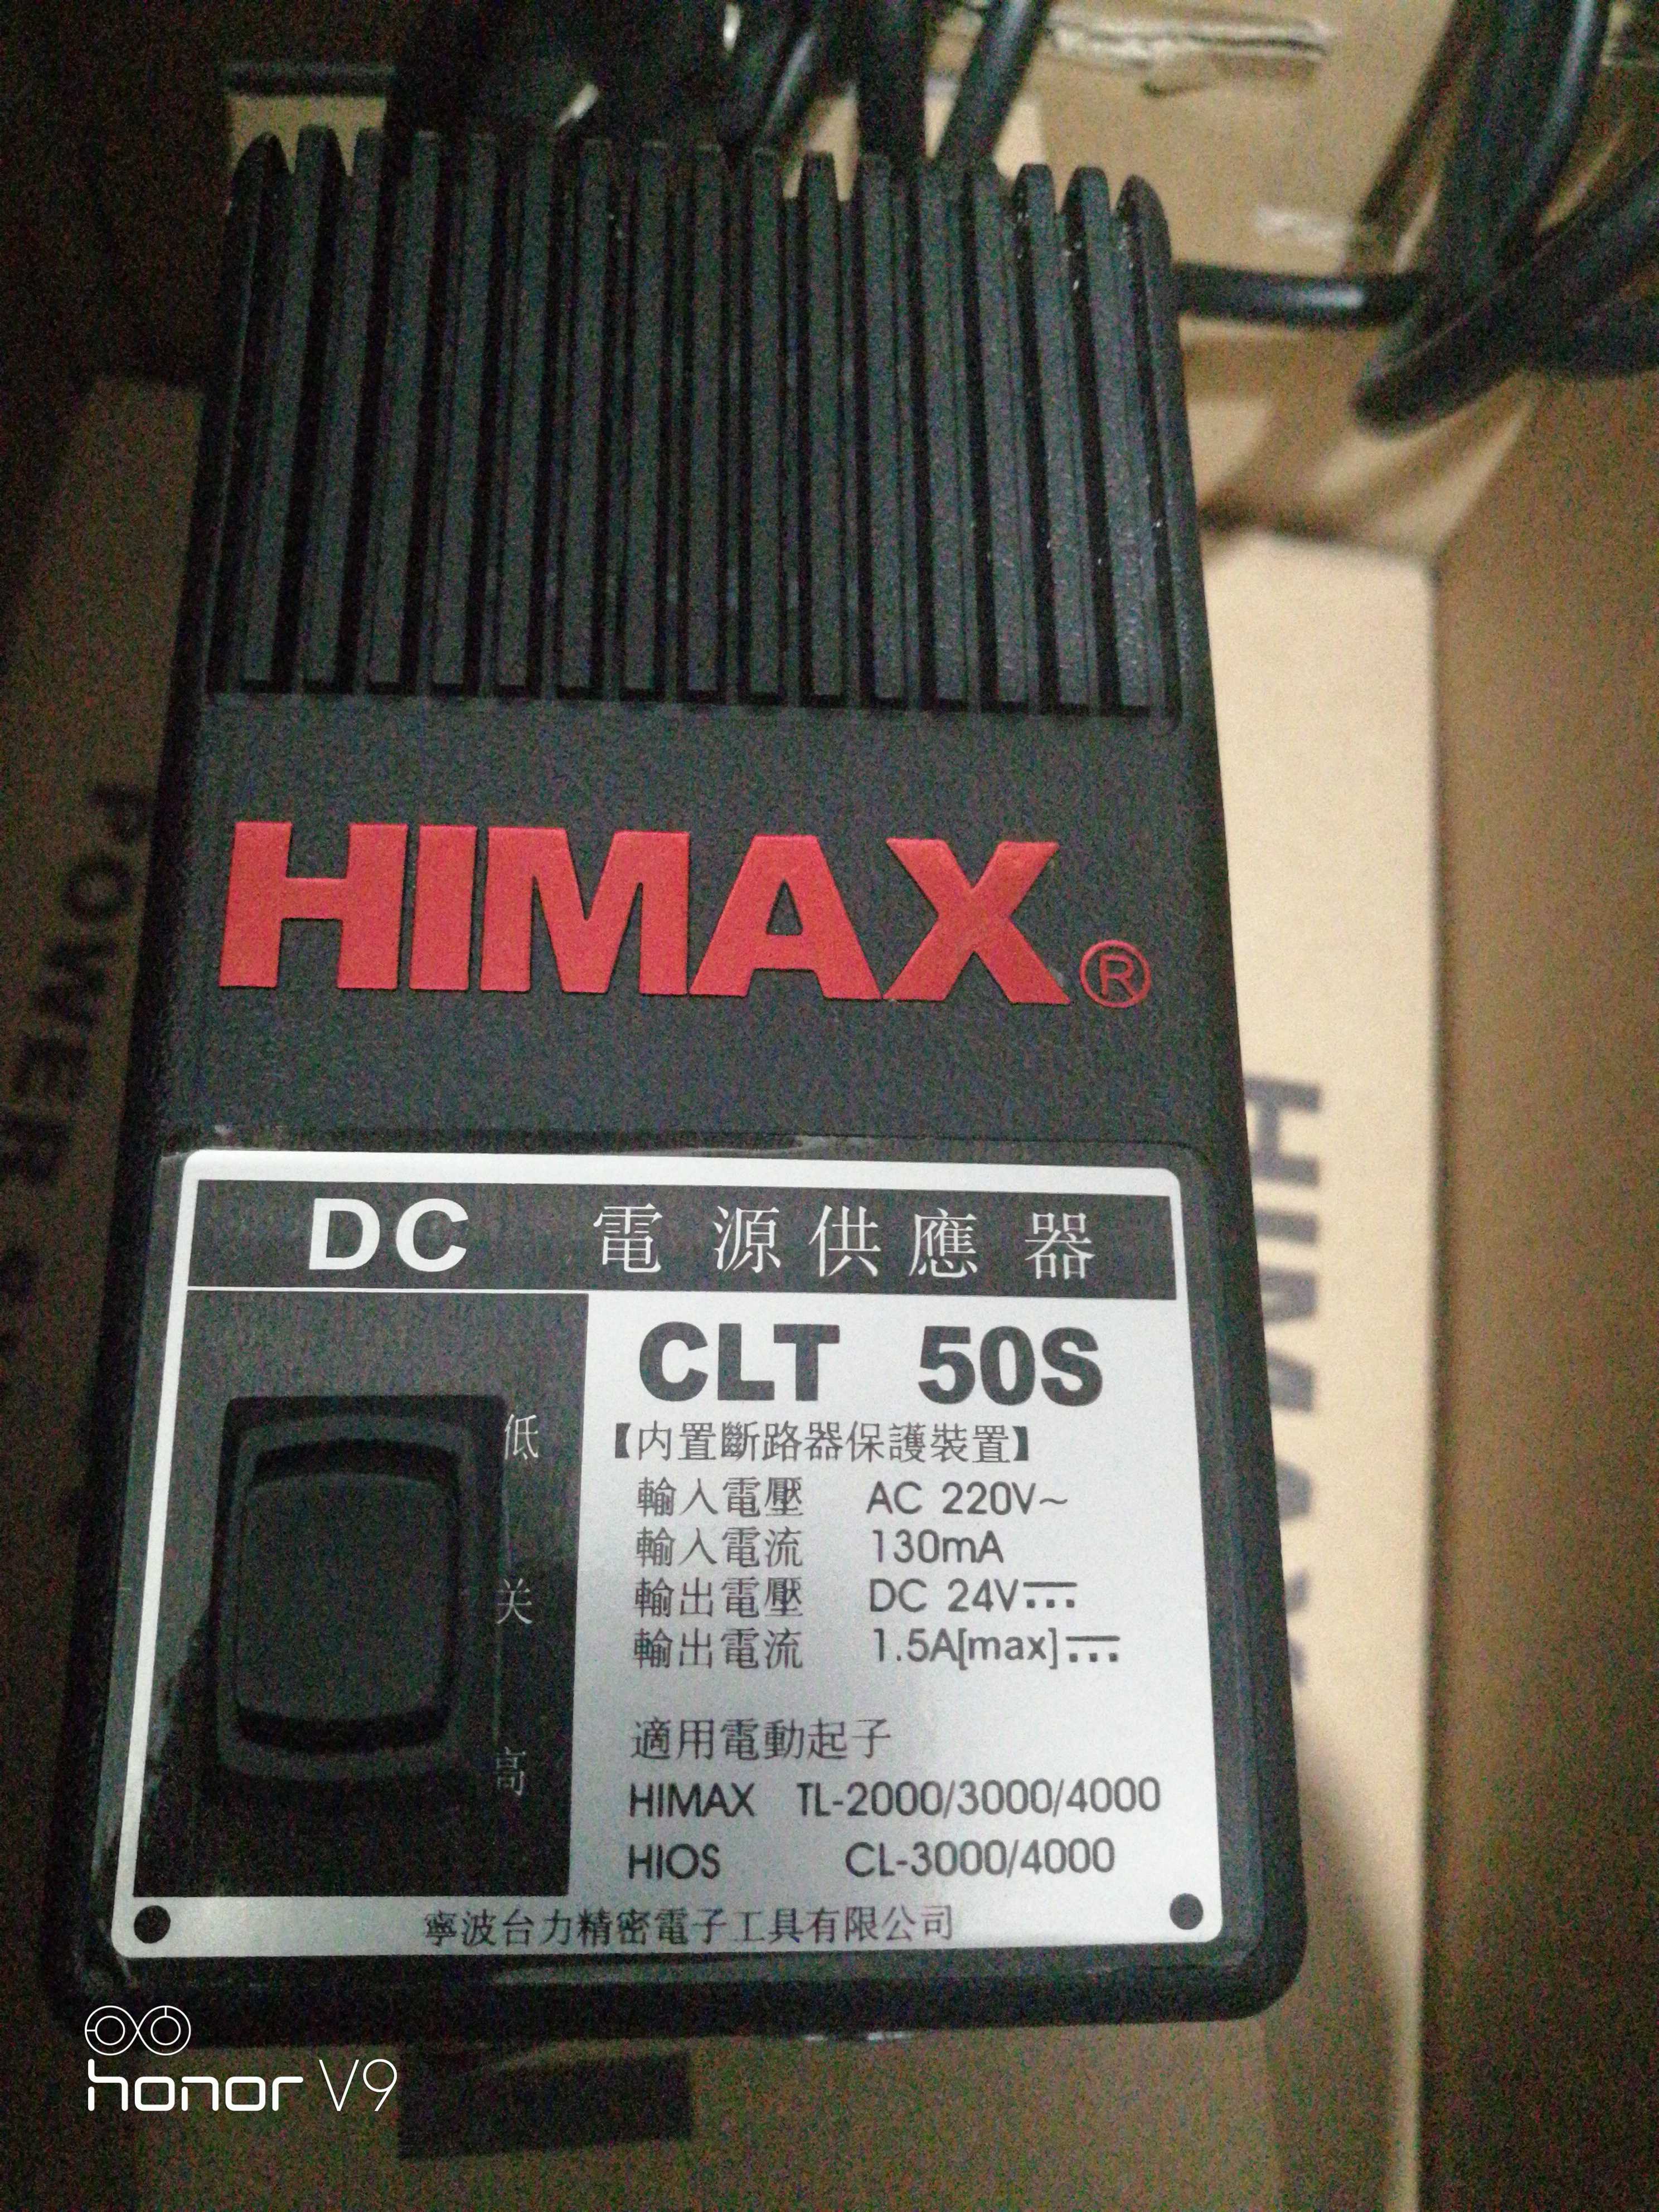 HIMAX®
DC 電源供應器
CLT 50S
低
【内置斷路器保護裝置】
輸入電壓 AC 220V~
輸入電流 130mA
关
輸出電壓 DC 24V⎓
輸出電流 1.5A[max]⎓
適用電動起子
高
HIMAX TL-2000/3000/4000
HIOS CL-3000/4000
寧波台力精密電子工具有限公司
POWER
HIMAX
honor V9